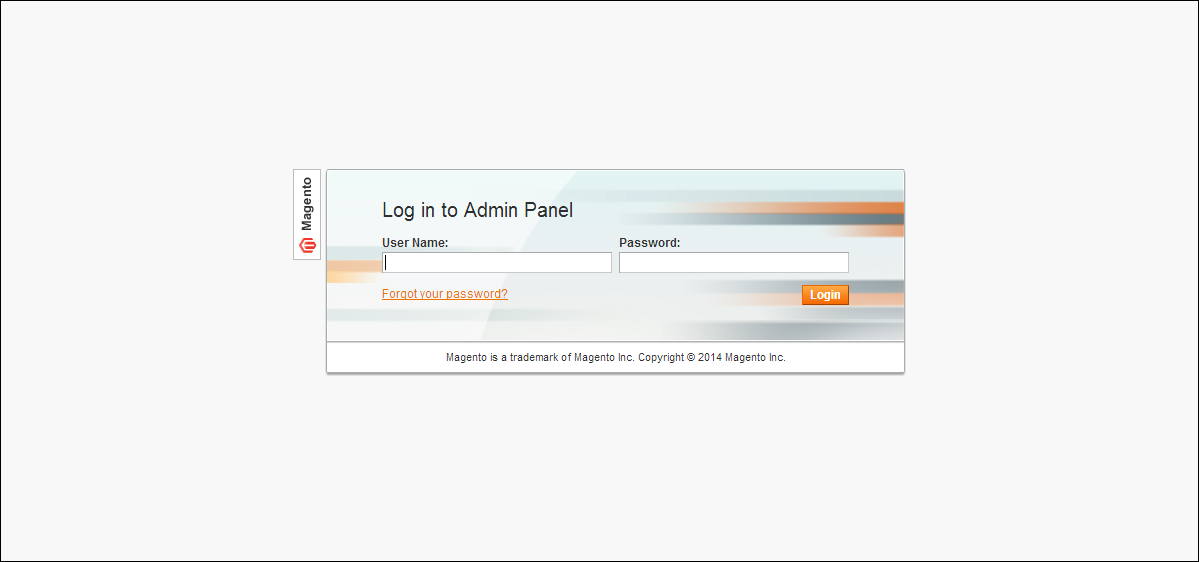 Magento
Log in to Admin Panel
User Name:
Password:
Forgot your password?
Login
Magento is a trademark of Magento Inc. Copyright © 2014 Magento Inc.